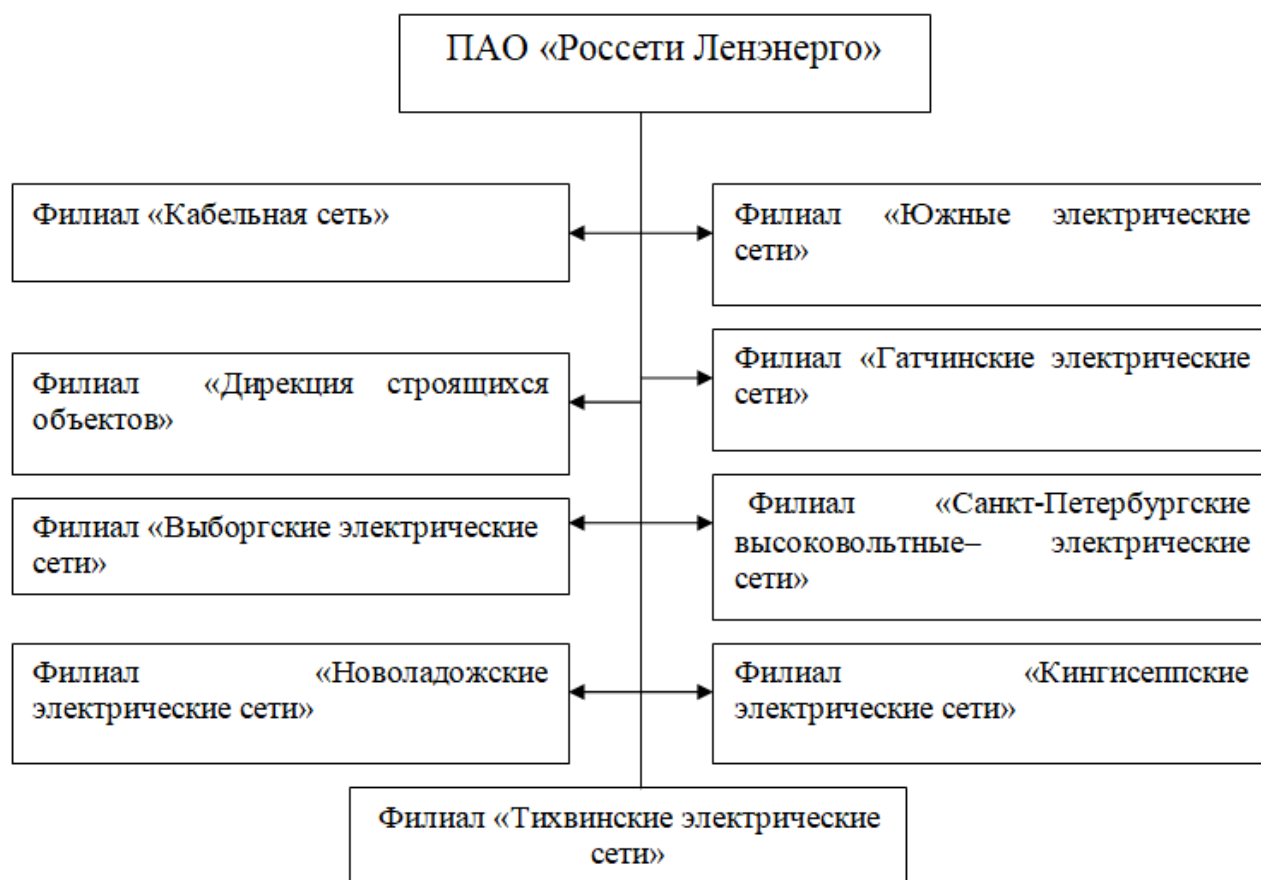 ПАО «Россети Ленэнерго»
Филиал «Кабельная сеть»
Филиал «Южные электрические
сети»
Филиал «Дирекция строящихся
объектов»
Филиал «Гатчинские электрические
сети»
Филиал «Выборгские электрические
сети»
Филиал «Санкт-Петербургские
высоковольтные– электрические
сети»
Филиал «Новоладожские
электрические сети»
Филиал «Кингисеппские
электрические сети»
Филиал «Тихвинские электрические
сети»